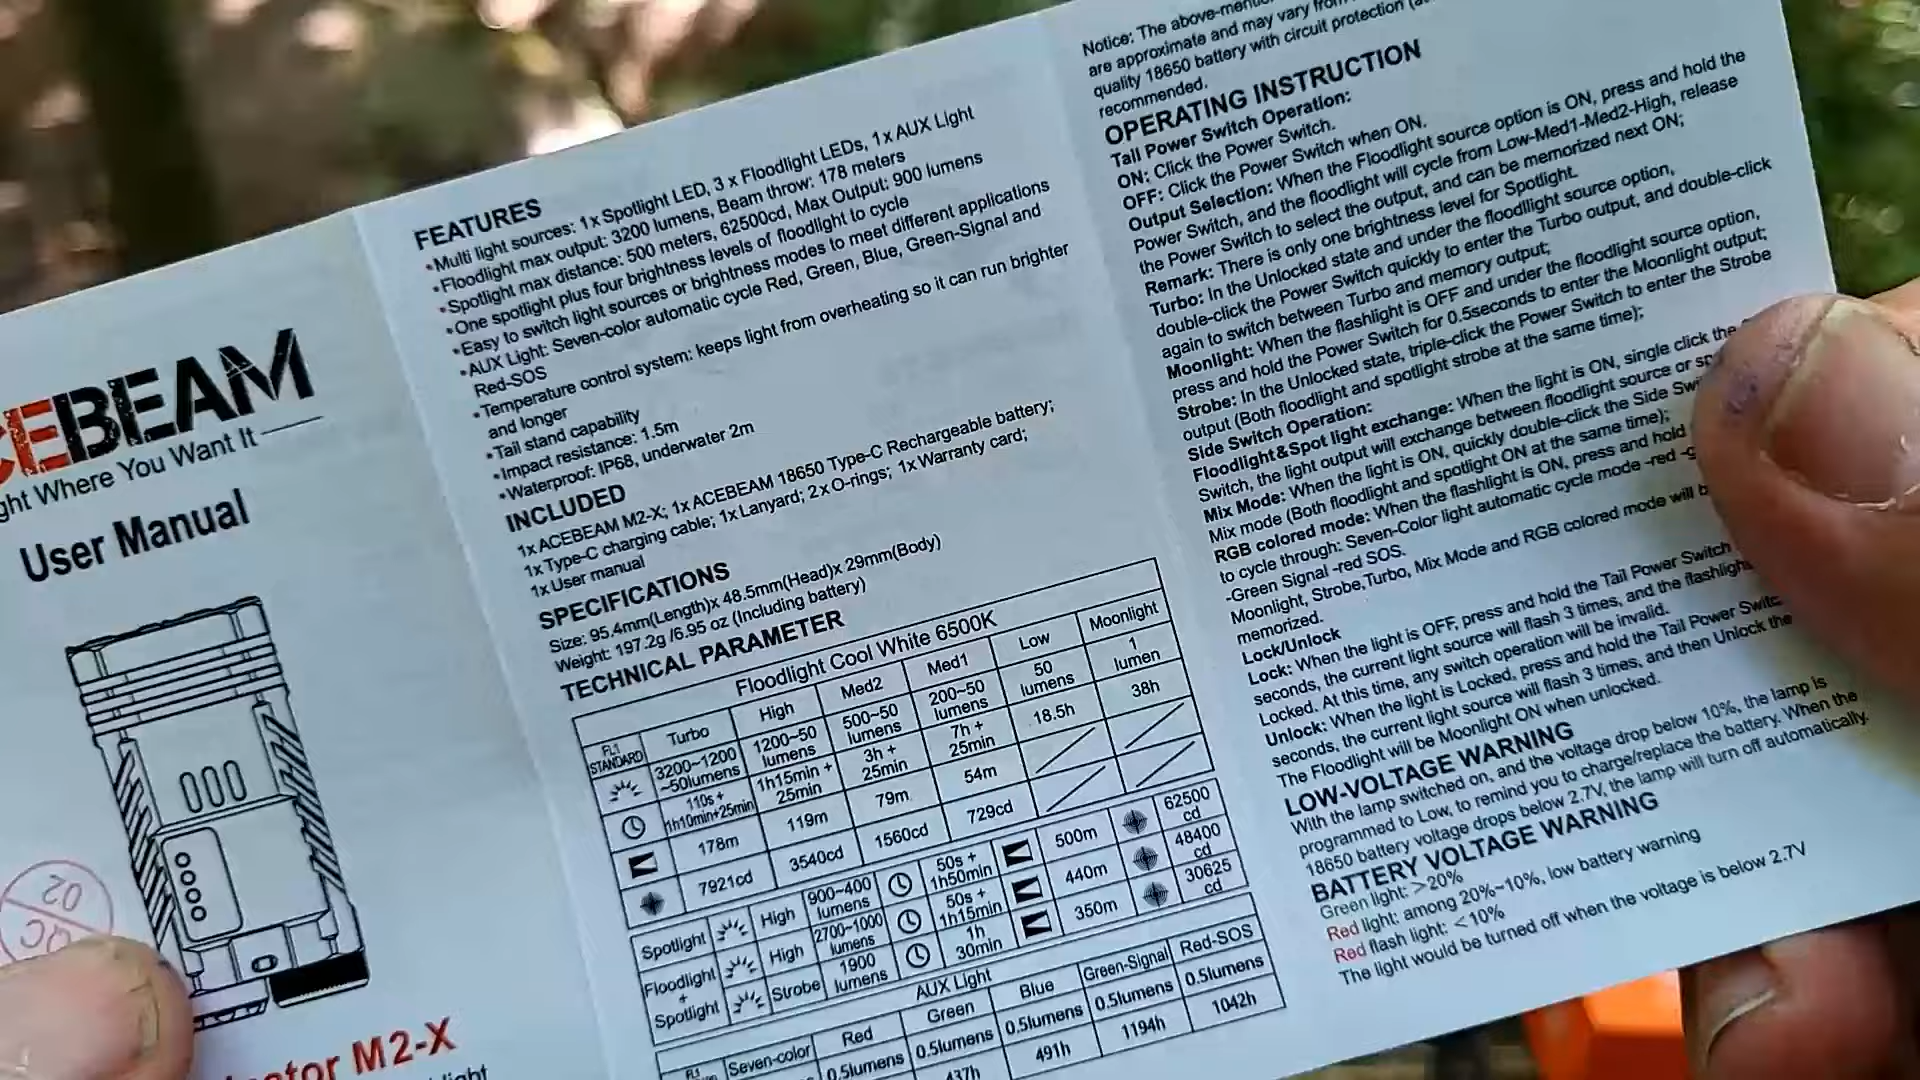 CEBEAM
ght Where You Want It
User Manual
QC
02
M2-X
FEATURES
•Multi light sources: 1x Spotlight LED, 3 x Floodlight LEDs, 1x AUX Light
•Floodlight max output: 3200 lumens, Beam throw: 178 meters
•Spotlight max distance: 500 meters, 62500cd, Max Output: 900 lumens
•One spotlight plus four brightness levels of floodlight to cycle
•Easy to switch light sources or brightness modes to meet different applications
•AUX Light: Seven-color automatic cycle Red, Green, Blue, Green-Signal and
Red-SOS
•Temperature control system: keeps light from overheating so it can run brighter
and longer
•Tail stand capability
•Impact resistance: 1.5m
•Waterproof: IP68, underwater 2m
INCLUDED
1x ACEBEAM M2-X; 1x ACEBEAM 18650 Type-C Rechargeable battery;
1x Type-C charging cable; 1x Lanyard; 2x O-rings; 1x Warranty card;
1x User manual
SPECIFICATIONS
Size: 95.4mm(Length)x 48.5mm(Head)x 29mm(Body)
Weight: 197.2g /6.95 oz (Including battery)
TECHNICAL PARAMETER
Floodlight Cool White 6500K
FL1 STANDARD Turbo High Med2 Med1 Low Moonlight
3200~1200~50lumens 1200~50 lumens 500~50 lumens 200~50 lumens 50 lumens 1 lumen
110s+1h10min+25min 1h15min + 25min 3h + 25min 7h + 25min 18.5h 38h
178m 119m 79m 54m
7921cd 3540cd 1560cd 729cd
Spotlight High 900~400 lumens 50s + 1h50min 500m 62500 cd
Floodlight + Spotlight High 2700~1000 lumens 50s + 1h15min 440m 48400 cd
Strobe 1900 lumens 1h 30min 350m 30625 cd
AUX Light
FL1 Seven-color Red Green Blue Green-Signal Red-SOS
0.5lumens 0.5lumens 0.5lumens 0.5lumens 0.5lumens
437h 491h 1194h 1042h
Notice: The above-mention
are approximate and may vary from
quality 18650 battery with circuit protection
recommended.
OPERATING INSTRUCTION
Tall Power Switch Operation:
ON: Click the Power Switch.
OFF: Click the Power Switch when ON.
Output Selection: When the Floodlight source option is ON, press and hold the
Power Switch, and the floodlight will cycle from Low-Med1-Med2-High, release
the Power Switch to select the output, and can be memorized next ON;
Remark: There is only one brightness level for Spotlight.
Turbo: In the Unlocked state and under the floodlight source option,
double-click the Power Switch quickly to enter the Turbo output, and double-click
again to switch between Turbo and memory output;
Moonlight: When the flashlight is OFF and under the floodlight source option,
press and hold the Power Switch for 0.5seconds to enter the Moonlight output;
Strobe: In the Unlocked state, triple-click the Power Switch to enter the Strobe
output (Both floodlight and spotlight strobe at the same time);
Side Switch Operation:
Floodlight&Spot light exchange: When the light is ON, single click the
Switch, the light output will exchange between floodlight source or sp
Mix Mode: When the light is ON, quickly double-click the Side Swi
Mix mode (Both floodlight and spotlight ON at the same time);
RGB colored mode: When the flashlight is ON, press and hold
to cycle through: Seven-Color light automatic cycle mode -red -g
-Green Signal -red SOS.
Moonlight, Strobe,Turbo, Mix Mode and RGB colored mode will b
memorized.
Lock/Unlock
Lock: When the light is OFF, press and hold the Tail Power Switch
seconds, the current light source will flash 3 times, and the flashlight
Locked. At this time, any switch operation will be invalid.
Unlock: When the light is Locked, press and hold the Tail Power Switc
seconds, the current light source will flash 3 times, and then Unlock the
The Floodlight will be Moonlight ON when unlocked.
LOW-VOLTAGE WARNING
With the lamp switched on, and the voltage drop below 10%, the lamp is
programmed to Low, to remind you to charge/replace the battery. When the
18650 battery voltage drops below 2.7V, the lamp will turn off automatically.
BATTERY VOLTAGE WARNING
Green light: >20%
Red light: among 20%~10%, low battery warning
Red flash light: <10%
The light would be turned off when the voltage is below 2.7V